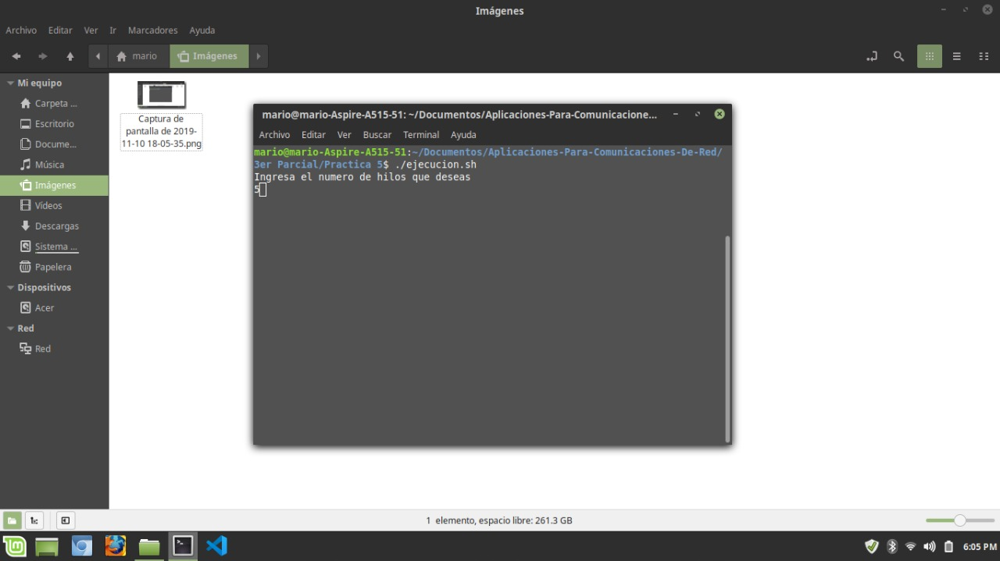 Imágenes
Archivo Editar Ver Ir Marcadores Ayuda
mario Imágenes
Mi equipo
Carpeta ...
Escritorio
Docume...
Música
Imágenes
Vídeos
Descargas
Sistema ...
Papelera
Dispositivos
Acer
Red
Red
Captura de
pantalla de 2019-
11-10 18-05-35.png
mario@mario-Aspire-A515-51: ~/Documentos/Aplicaciones-Para-Comunicacione...
Archivo Editar Ver Buscar Terminal Ayuda
mario@mario-Aspire-A515-51:~/Documentos/Aplicaciones-Para-Comunicaciones-De-Red/
3er Parcial/Practica 5$ ./ejecucion.sh
Ingresa el numero de hilos que deseas
5
1 elemento, espacio libre: 261.3 GB
6:05 PM